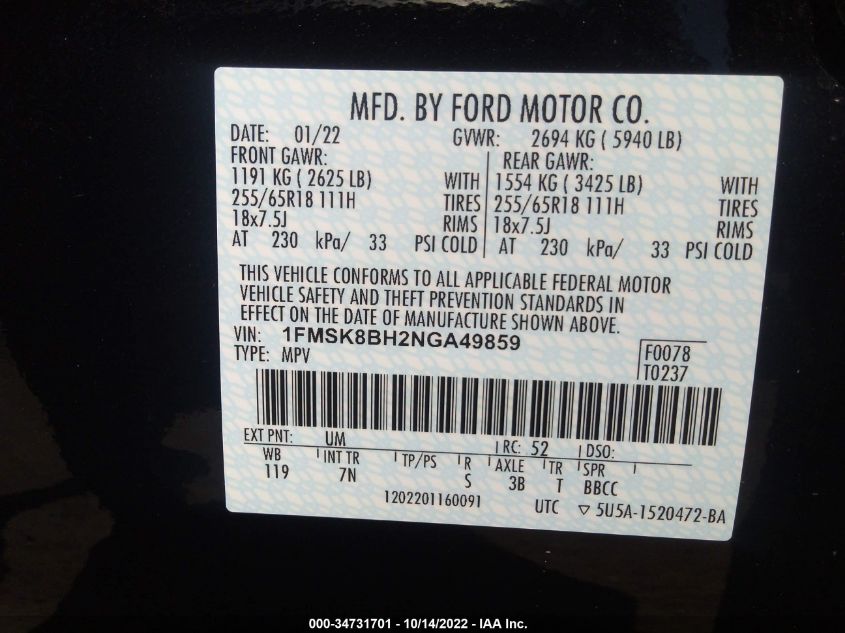 MFD. BY FORD MOTOR CO.
DATE: 01/22 GVWR: 2694 KG ( 5940 LB)
FRONT GAWR: REAR GAWR:
1191 KG ( 2625 LB) WITH 1554 KG ( 3425 LB) WITH
255/65R18 111H TIRES 255/65R18 111H TIRES
18x7.5J RIMS 18x7.5J RIMS
AT 230 kPa/ 33 PSI COLD AT 230 kPa/ 33 PSI COLD
THIS VEHICLE CONFORMS TO ALL APPLICABLE FEDERAL MOTOR
VEHICLE SAFETY AND THEFT PREVENTION STANDARDS IN
EFFECT ON THE DATE OF MANUFACTURE SHOWN ABOVE.
VIN: 1FMSK8BH2NGA49859
TYPE: MPV
F0078
T0237
EXT PNT: UM RC: 52 DSO:
WB INT TR TP/PS R AXLE TR SPR
119 7N S 3B T BBCC
1202201160091 UTC ▽ 5U5A-1520472-BA
000-34731701 - 10/14/2022 - IAA Inc.